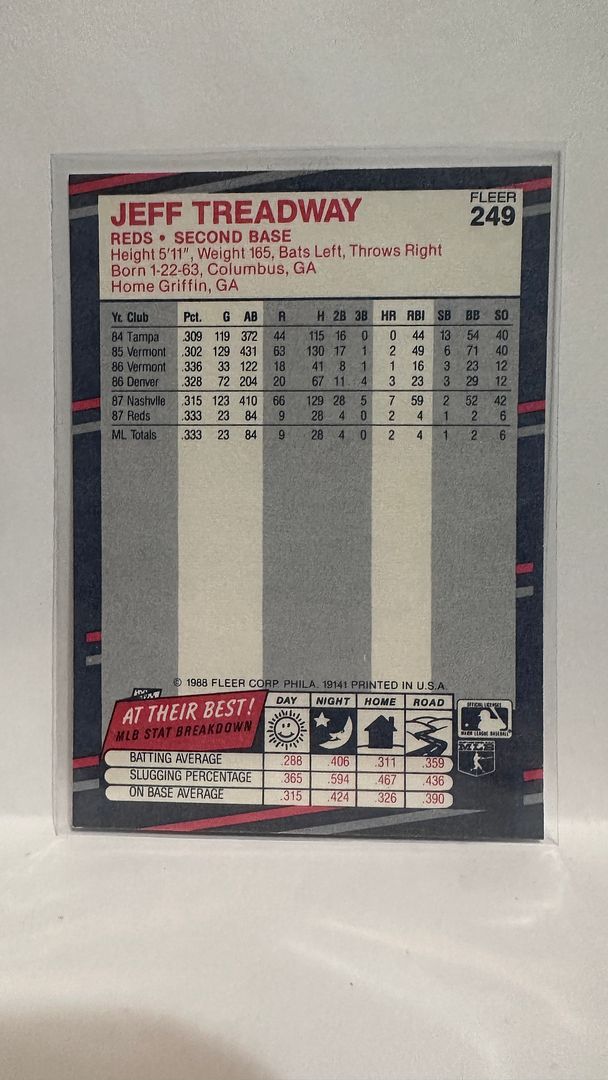 JEFF TREADWAY
FLEER
249
REDS • SECOND BASE
Height 5'11", Weight 165, Bats Left, Throws Right
Born 1-22-63, Columbus, GA
Home Griffin, GA
Yr. Club Pct. G AB R H 2B 3B HR RBI SB BB SO
84 Tampa .309 119 372 44 115 16 0 0 44 13 54 40
85 Vermont .302 129 431 63 130 17 1 2 49 6 71 40
86 Vermont .336 33 122 18 41 8 1 1 16 3 23 12
86 Denver .328 72 204 20 67 11 4 3 23 3 29 12
87 Nashvlle .315 123 410 66 129 28 5 7 59 2 52 42
87 Reds .333 23 84 9 28 4 0 2 4 1 2 6
ML Totals .333 23 84 9 28 4 0 2 4 1 2 6
© 1988 FLEER CORP. PHILA. 19141 PRINTED IN U.S.A.
AT THEIR BEST!
MLB STAT BREAKDOWN
DAY NIGHT HOME ROAD
BATTING AVERAGE .288 .406 .311 .359
SLUGGING PERCENTAGE .365 .594 .467 .436
ON BASE AVERAGE .315 .424 .326 .390
OFFICIAL LICENSEE
MAJOR LEAGUE BASEBALL
MLB